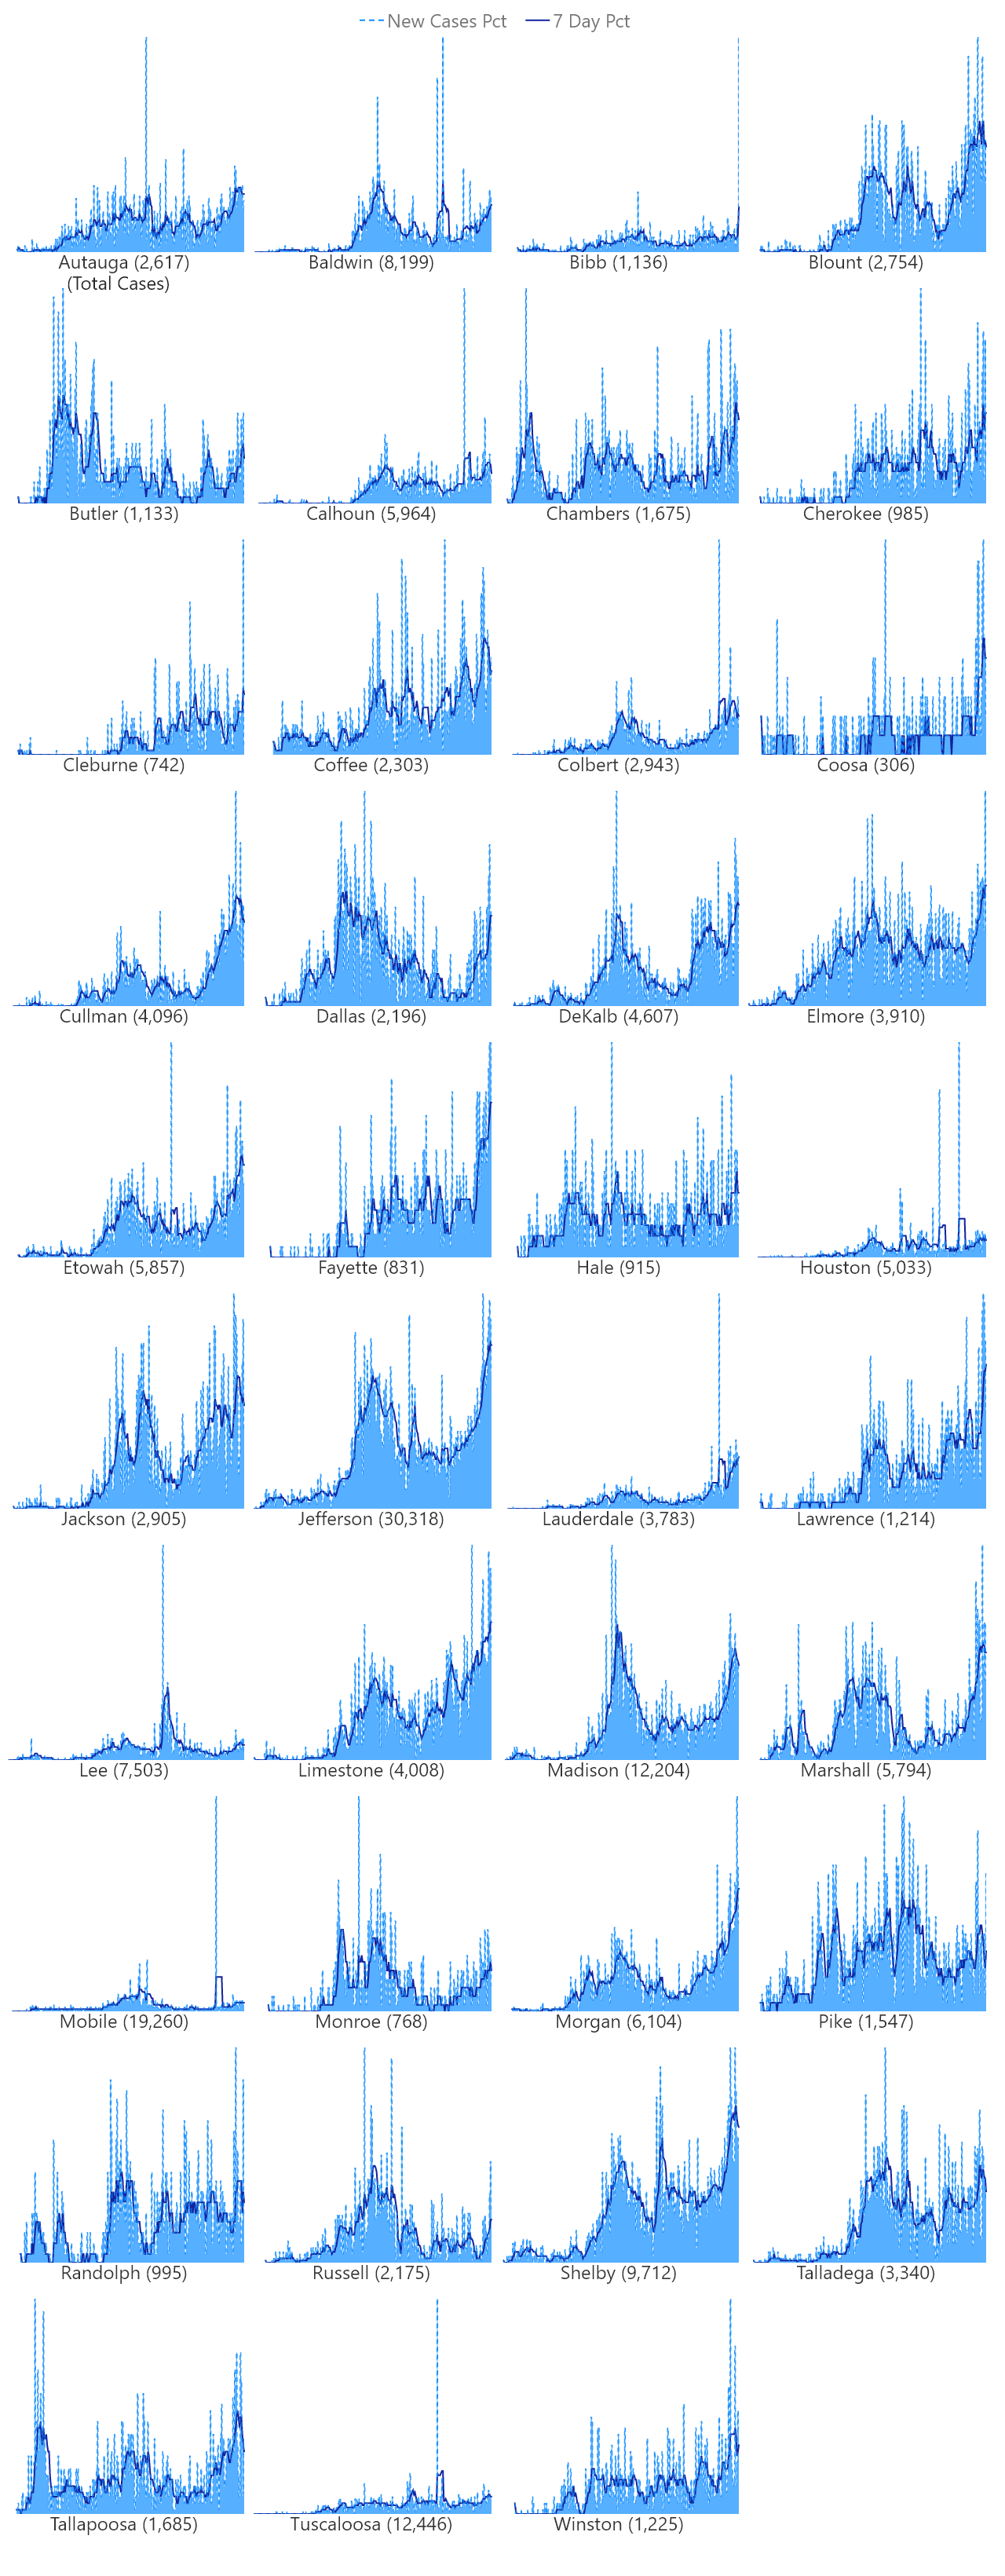 New Cases Pct 7 Day Pct
Autauga (2,617) Baldwin (8,199) Bibb (1,136) Blount (2,754)
(Total Cases)
Butler (1,133) Calhoun (5,964) Chambers (1,675) Cherokee (985)
Cleburne (742) Coffee (2,303) Colbert (2,943) Coosa (306)
Cullman (4,096) Dallas (2,196) DeKalb (4,607) Elmore (3,910)
Etowah (5,857) Fayette (831) Hale (915) Houston (5,033)
Jackson (2,905) Jefferson (30,318) Lauderdale (3,783) Lawrence (1,214)
Lee (7,503) Limestone (4,008) Madison (12,204) Marshall (5,794)
Mobile (19,260) Monroe (768) Morgan (6,104) Pike (1,547)
Randolph (995) Russell (2,175) Shelby (9,712) Talladega (3,340)
Tallapoosa (1,685) Tuscaloosa (12,446) Winston (1,225)